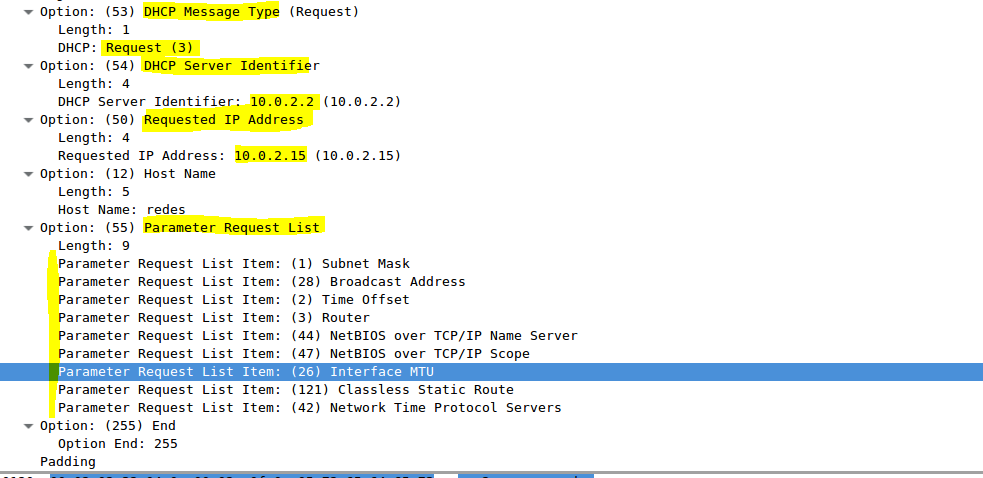 Option: (53) DHCP Message Type (Request)
Length: 1
DHCP: Request (3)
Option: (54) DHCP Server Identifier
Length: 4
DHCP Server Identifier: 10.0.2.2 (10.0.2.2)
Option: (50) Requested IP Address
Length: 4
Requested IP Address: 10.0.2.15 (10.0.2.15)
Option: (12) Host Name
Length: 5
Host Name: redes
Option: (55) Parameter Request List
Length: 9
Parameter Request List Item: (1) Subnet Mask
Parameter Request List Item: (28) Broadcast Address
Parameter Request List Item: (2) Time Offset
Parameter Request List Item: (3) Router
Parameter Request List Item: (44) NetBIOS over TCP/IP Name Server
Parameter Request List Item: (47) NetBIOS over TCP/IP Scope
Parameter Request List Item: (26) Interface MTU
Parameter Request List Item: (121) Classless Static Route
Parameter Request List Item: (42) Network Time Protocol Servers
Option: (255) End
Option End: 255
Padding